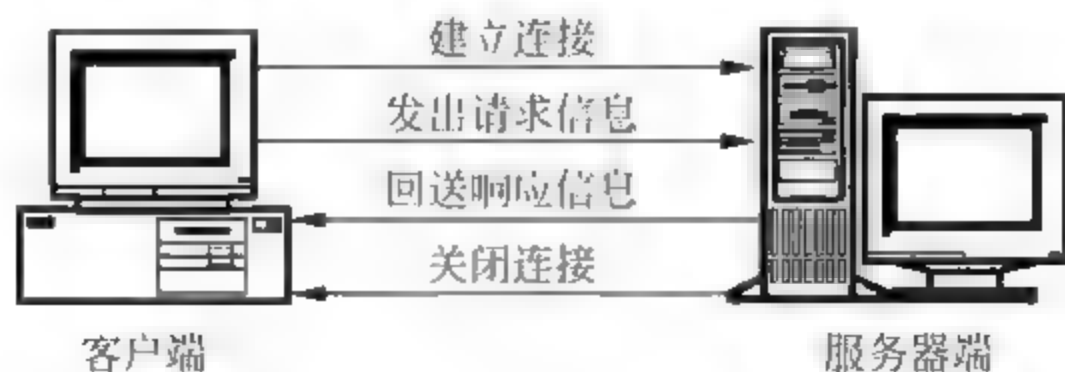 建立连接
发出请求信息
回送响应信息
关闭连接
客户端
服务器端